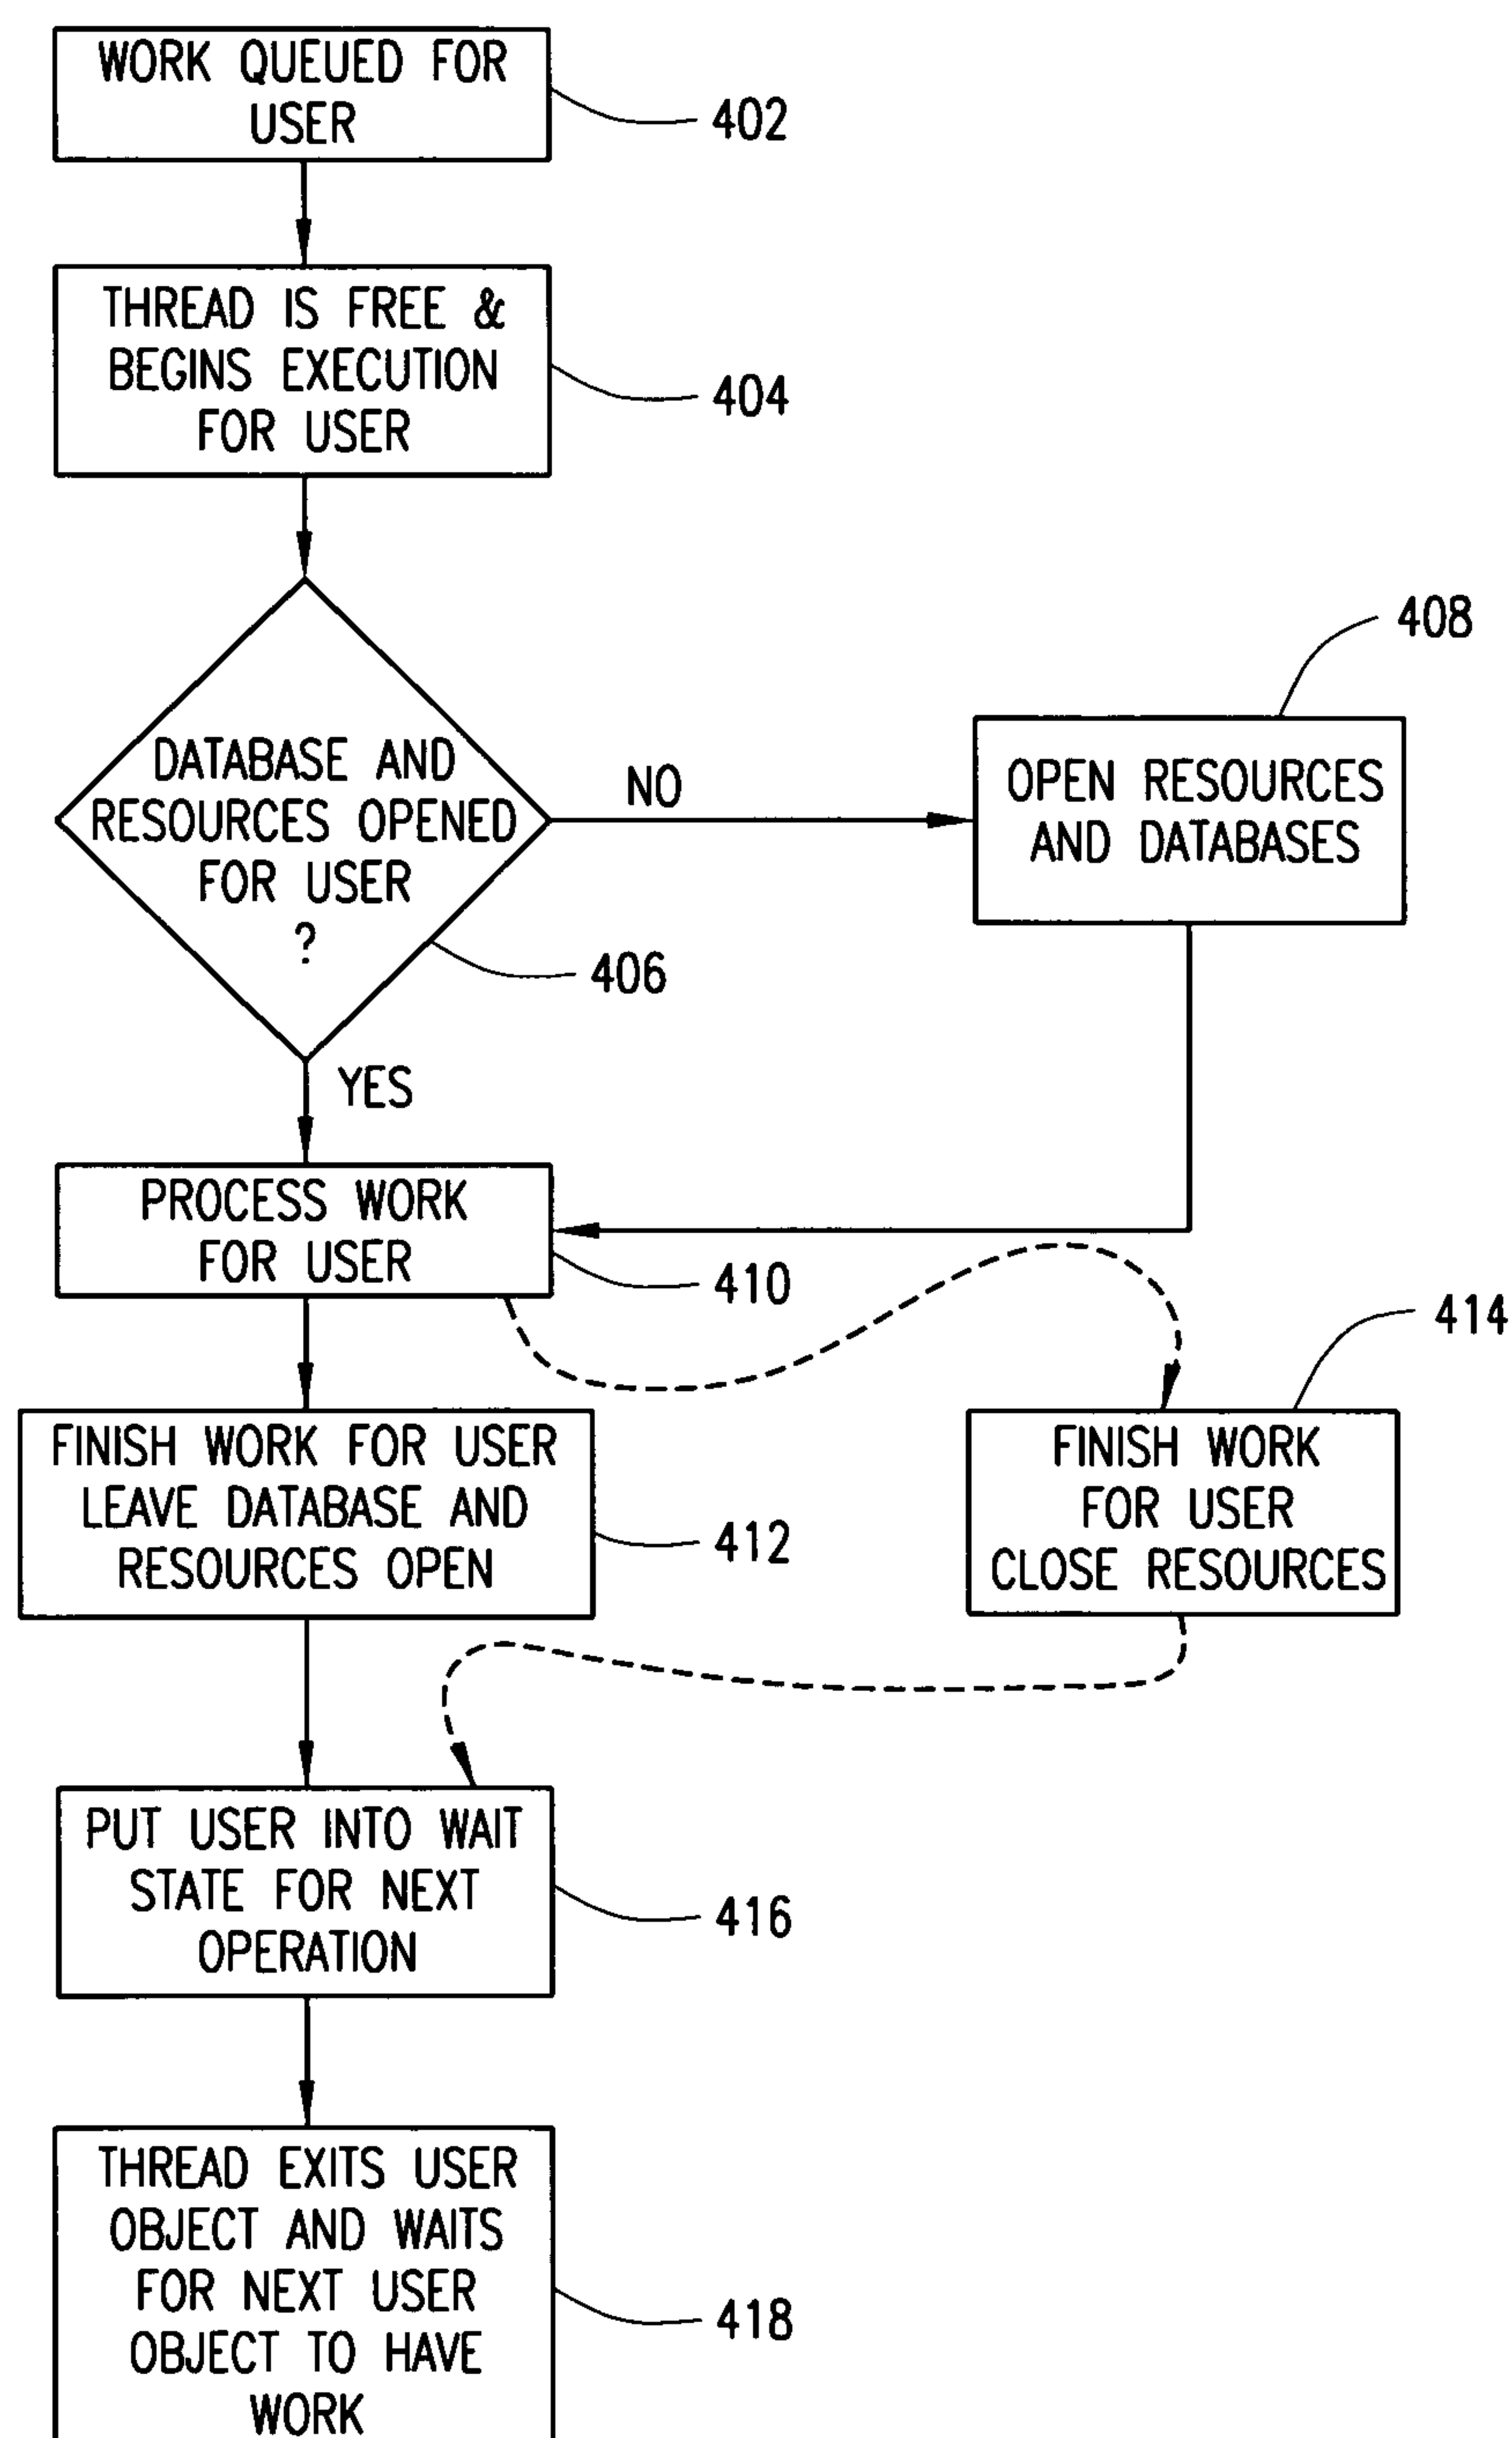 WORK QUEUED FOR
USER
402
THREAD IS FREE &
BEGINS EXECUTION
FOR USER
404
DATABASE AND
RESOURCES OPENED
FOR USER
?
406
NO
408
OPEN RESOURCES
AND DATABASES
YES
PROCESS WORK
FOR USER
410
414
FINISH WORK FOR USER
LEAVE DATABASE AND
RESOURCES OPEN
412
FINISH WORK
FOR USER
CLOSE RESOURCES
PUT USER INTO WAIT
STATE FOR NEXT
OPERATION
416
THREAD EXITS USER
OBJECT AND WAITS
FOR NEXT USER
OBJECT TO HAVE
WORK
418